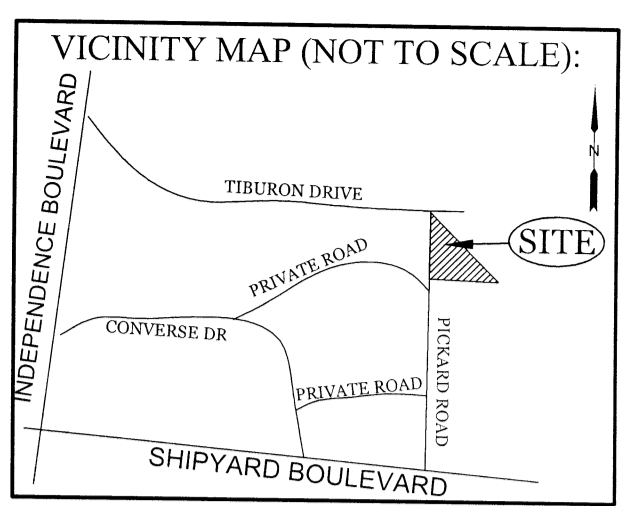 VICINITY MAP (NOT TO SCALE):
INDEPENDENCE BOULEVARD
N
TIBURON DRIVE
SITE
PRIVATE ROAD
CONVERSE DR
PICKARD ROAD
PRIVATE ROAD
SHIPYARD BOULEVARD